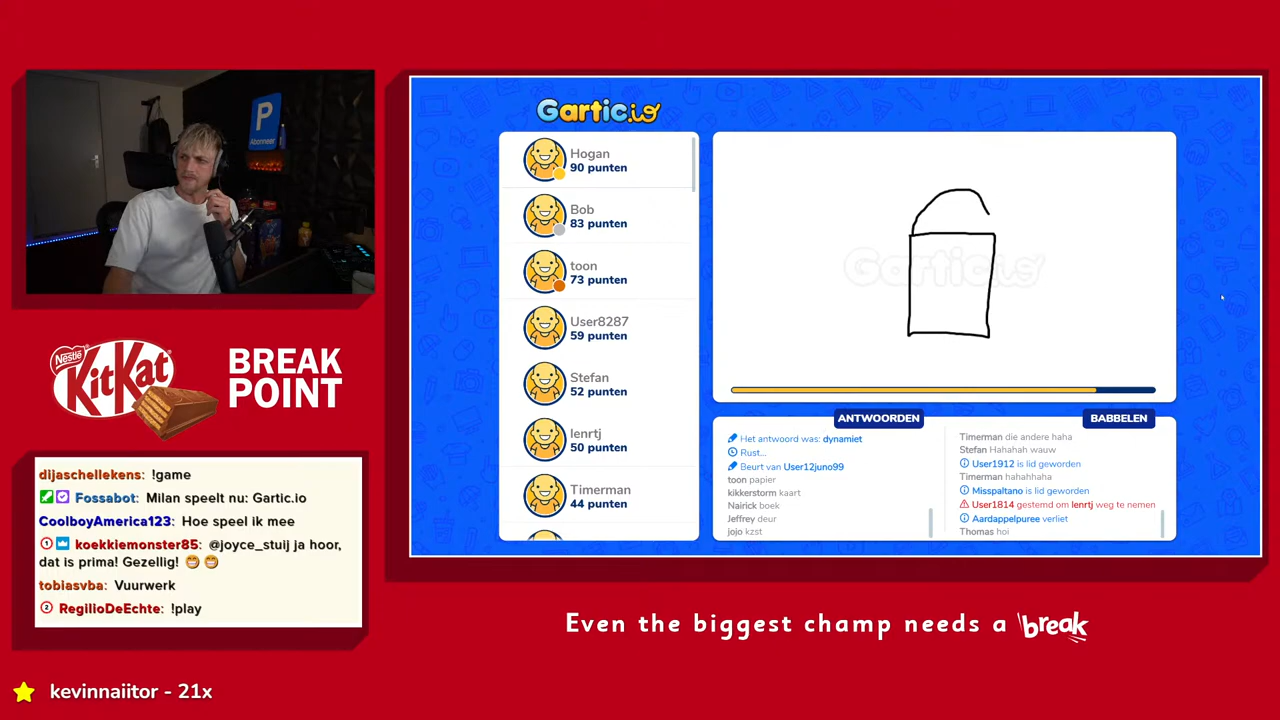 P
Abonneer
Nestle
KitKat
BREAK
POINT
dijaschellekens: !game
Fossabot: Milan speelt nu: Gartic.io
CoolboyAmerica123: Hoe speel ik mee
koekkiemonster85: @joyce_stuij ja hoor,
dat is prima! Gezellig! 😁 😁
tobiasvba: Vuurwerk
RegilioDeEchte: !play
kevinnaiitor - 21x
Gartic.io
Hogan
90 punten
Bob
83 punten
toon
73 punten
User8287
59 punten
Stefan
52 punten
lenrtj
50 punten
Timerman
44 punten
Gartic.io
ANTWOORDEN
Het antwoord was: dynamiet
Rust...
Beurt van User12juno99
toon papier
kikkerstorm kaart
Nairick boek
Jeffrey deur
jojo kzst
BABBELEN
Timerman die andere haha
Stefan Hahahah wauw
User1912 is lid geworden
Timerman hahahhaha
Misspaltano is lid geworden
User1814 gestemd om lenrtj weg te nemen
Aardappelpuree verliet
Thomas hoi
Even the biggest champ needs a break